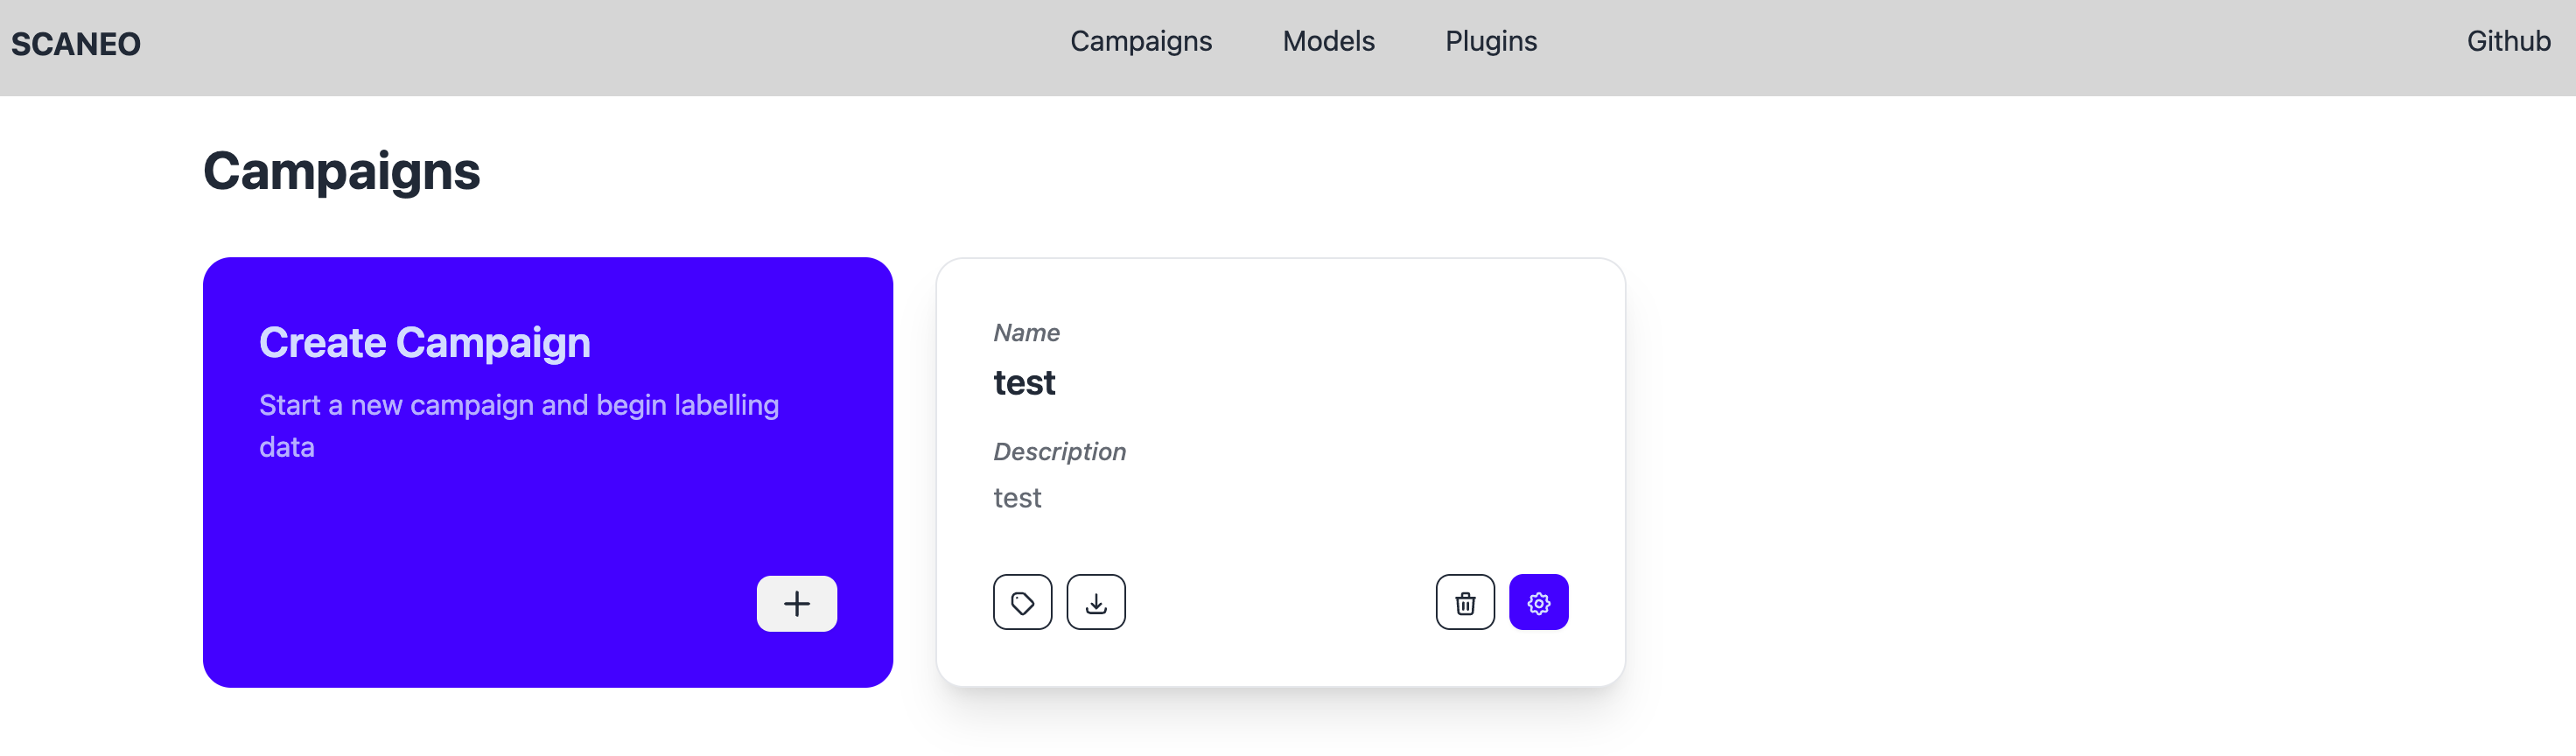 SCANEO
Campaigns
Models
Plugins
Github
Campaigns
Create Campaign
Start a new campaign and begin labelling
data
Name
test
Description
test